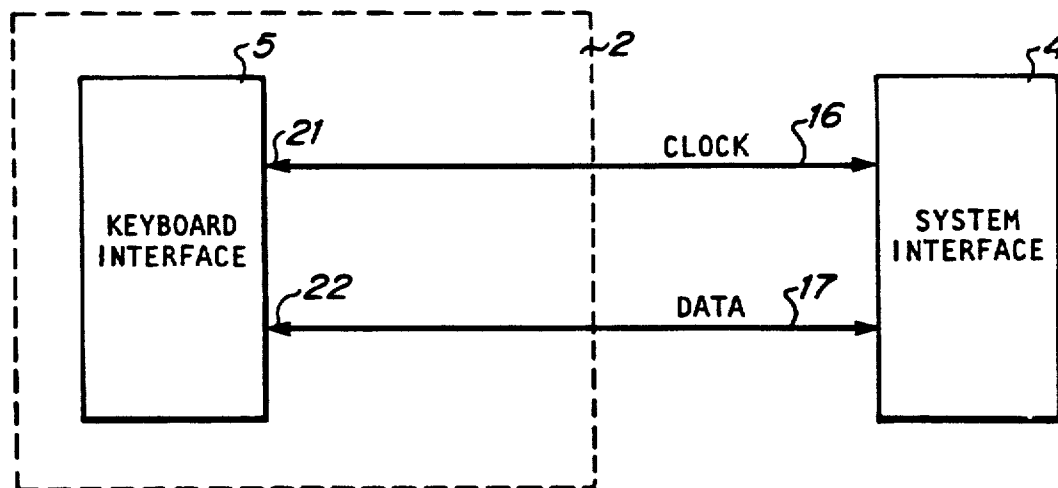 5
2
4
21
CLOCK
16
KEYBOARD
INTERFACE
SYSTEM
INTERFACE
22
DATA
17